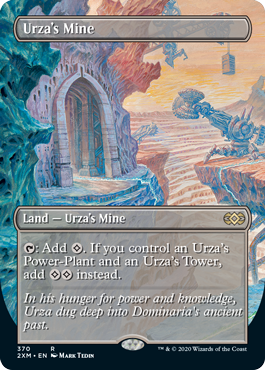 Urza's Mine
Land — Urza's Mine
: Add . If you control an Urza's
Power-Plant and an Urza's Tower,
add instead.
In his hunger for power and knowledge,
Urza dug deep into Dominaria's ancient
past.
370 R
2XM • EN Mark Tedin
™ & © 2020 Wizards of the Coast